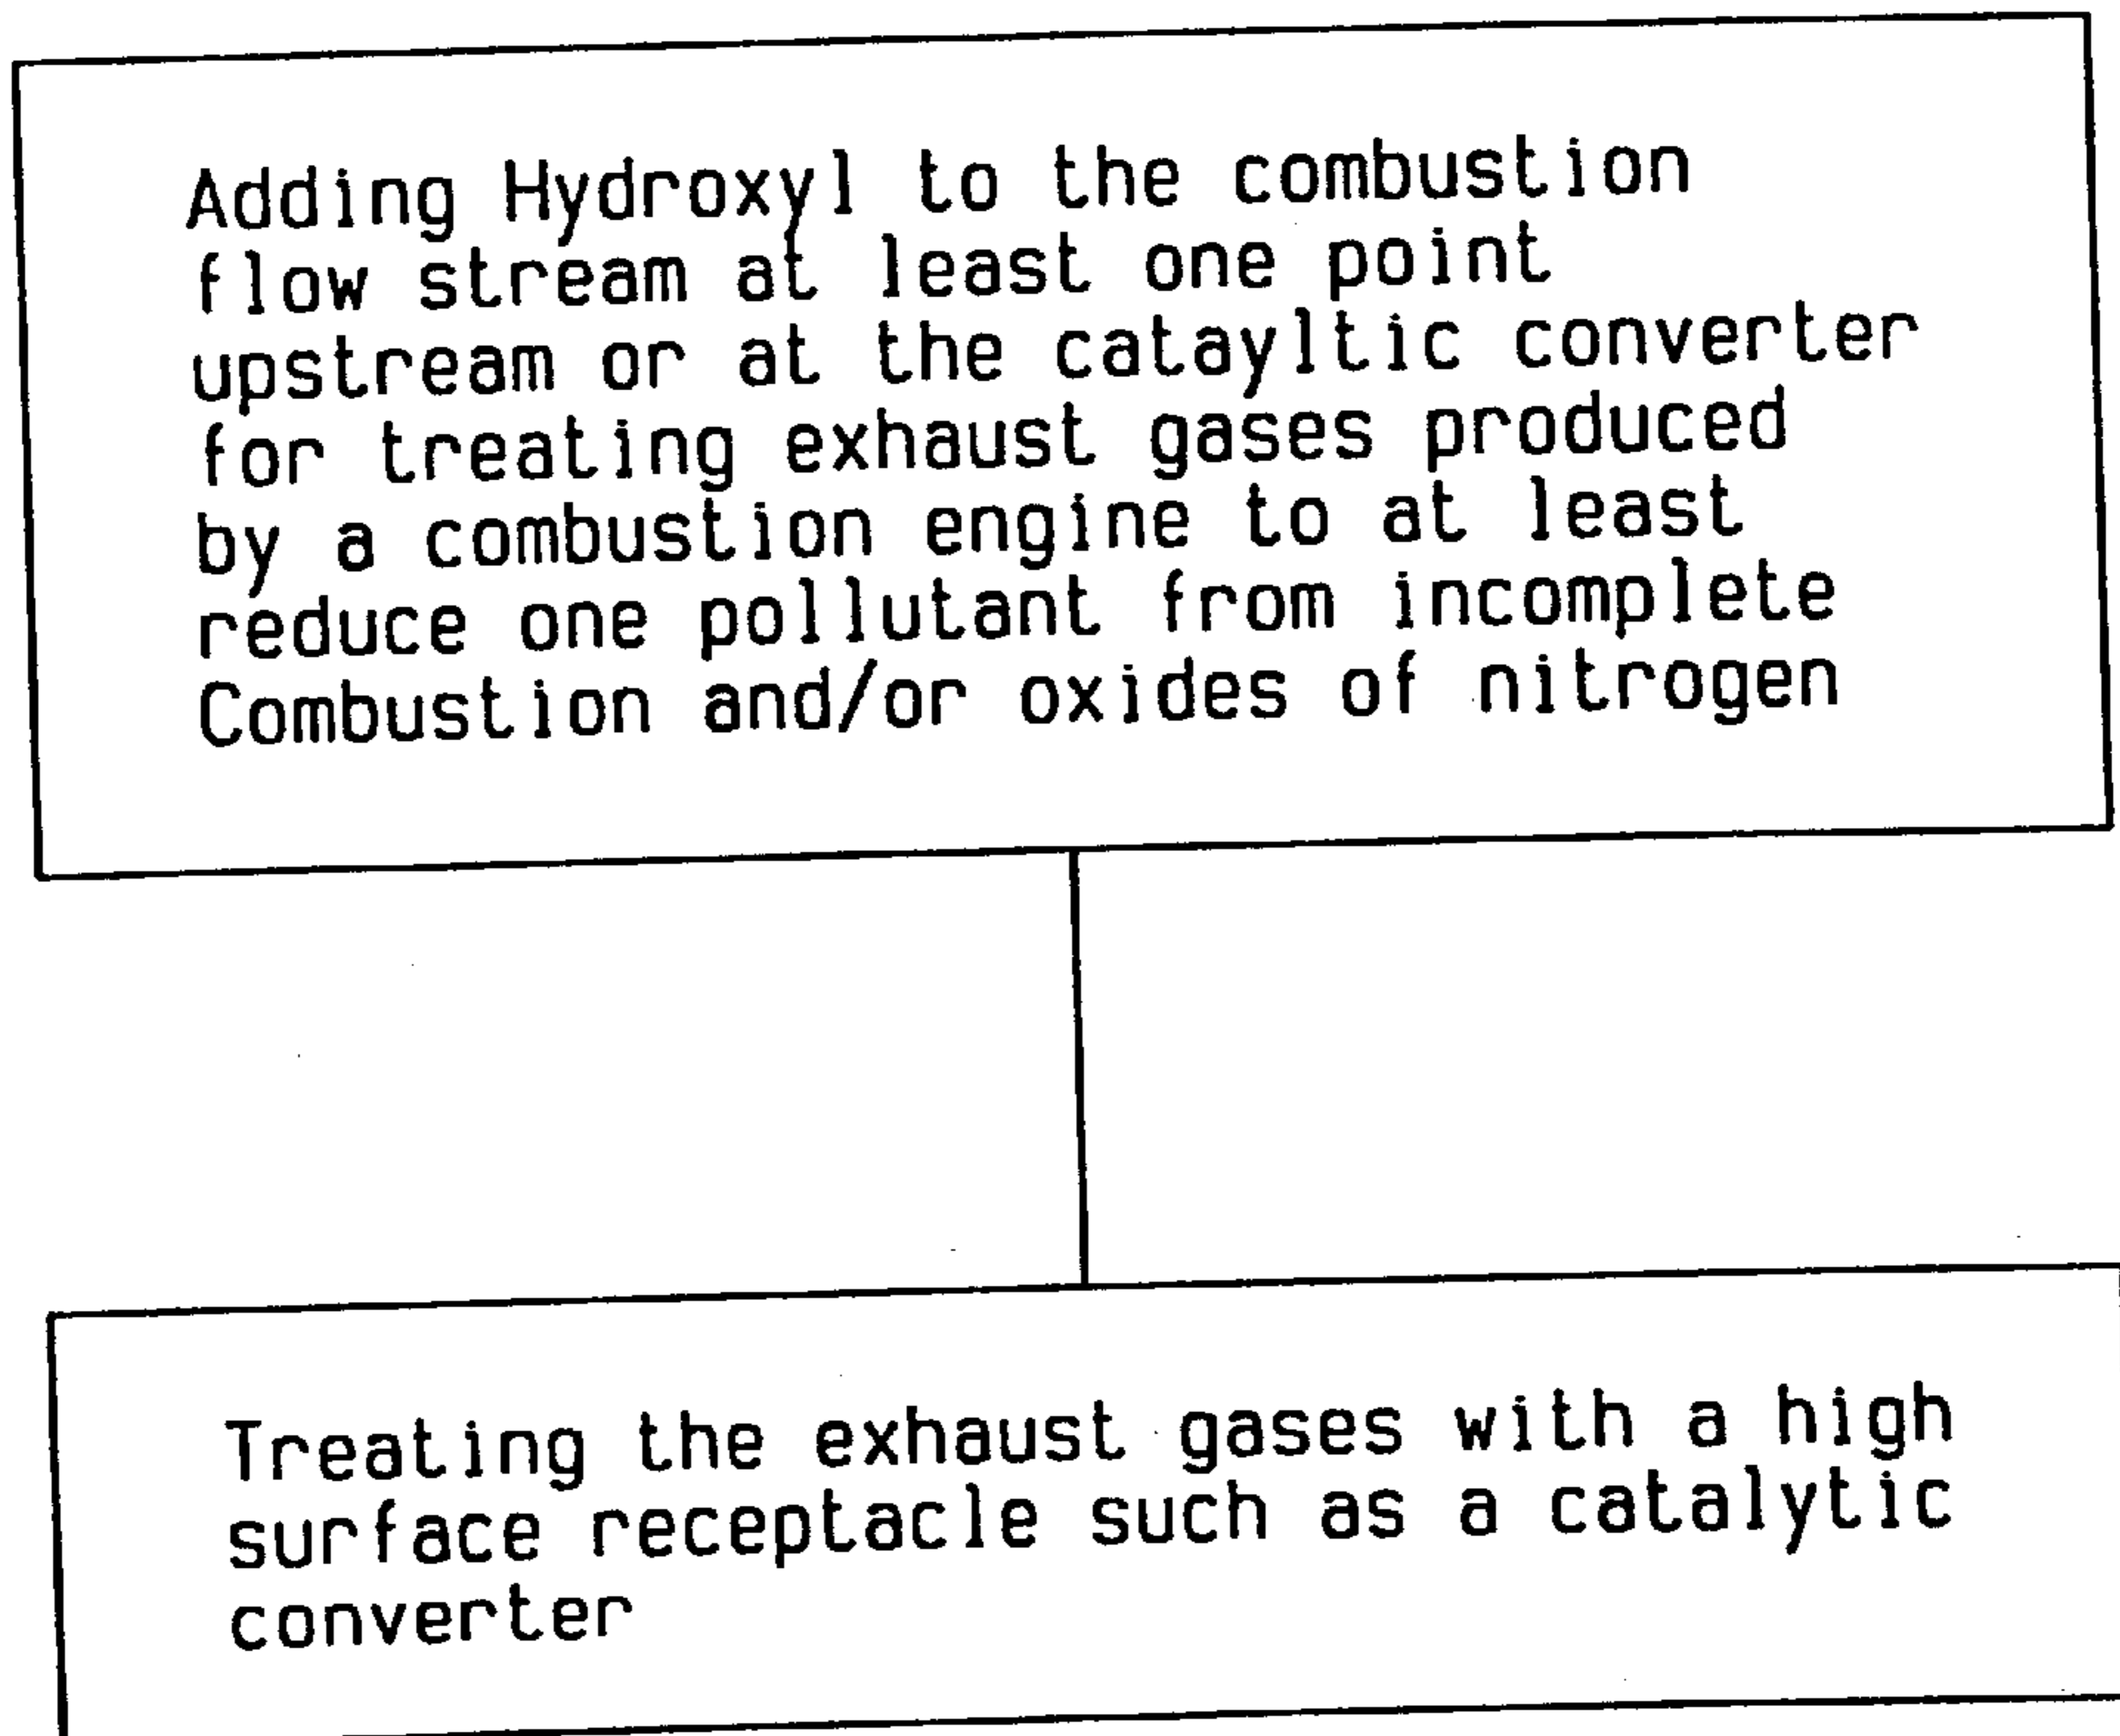 Adding Hydroxyl to the combustion
flow stream at least one point
upstream or at the catayltic converter
for treating exhaust gases produced
by a combustion engine to at least
reduce one pollutant from incomplete
Combustion and/or oxides of nitrogen
Treating the exhaust gases with a high
surface receptacle such as a catalytic
converter